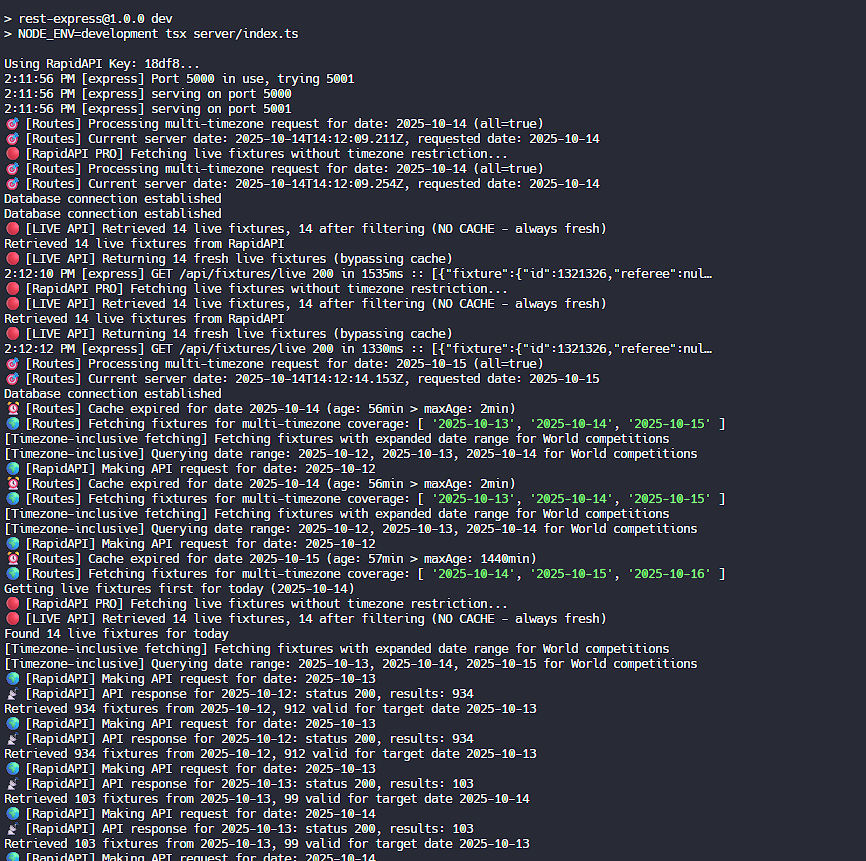 > rest-express@1.0.0 dev
> NODE_ENV=development tsx server/index.ts
Using RapidAPI Key: 18df8...
2:11:56 PM [express] Port 5000 in use, trying 5001
2:11:56 PM [express] serving on port 5000
2:11:56 PM [express] serving on port 5001
🎯 [Routes] Processing multi-timezone request for date: 2025-10-14 (all=true)
🎯 [Routes] Current server date: 2025-10-14T14:12:09.211Z, requested date: 2025-10-14
🔴 [RapidAPI PRO] Fetching live fixtures without timezone restriction...
🎯 [Routes] Processing multi-timezone request for date: 2025-10-14 (all=true)
🎯 [Routes] Current server date: 2025-10-14T14:12:09.254Z, requested date: 2025-10-14
Database connection established
Database connection established
🔴 [LIVE API] Retrieved 14 live fixtures, 14 after filtering (NO CACHE - always fresh)
Retrieved 14 live fixtures from RapidAPI
🔴 [LIVE API] Returning 14 fresh live fixtures (bypassing cache)
2:12:10 PM [express] GET /api/fixtures/live 200 in 1535ms :: [{"fixture":{"id":1321326,"referee":nul…
🔴 [RapidAPI PRO] Fetching live fixtures without timezone restriction...
🔴 [LIVE API] Retrieved 14 live fixtures, 14 after filtering (NO CACHE - always fresh)
Retrieved 14 live fixtures from RapidAPI
🔴 [LIVE API] Returning 14 fresh live fixtures (bypassing cache)
2:12:12 PM [express] GET /api/fixtures/live 200 in 1330ms :: [{"fixture":{"id":1321326,"referee":nul…
🎯 [Routes] Processing multi-timezone request for date: 2025-10-15 (all=true)
🎯 [Routes] Current server date: 2025-10-14T14:12:14.153Z, requested date: 2025-10-15
Database connection established
⏰ [Routes] Cache expired for date 2025-10-14 (age: 56min > maxAge: 2min)
🌍 [Routes] Fetching fixtures for multi-timezone coverage: [ '2025-10-13', '2025-10-14', '2025-10-15' ]
[Timezone-inclusive fetching] Fetching fixtures with expanded date range for World competitions
[Timezone-inclusive] Querying date range: 2025-10-12, 2025-10-13, 2025-10-14 for World competitions
🌍 [RapidAPI] Making API request for date: 2025-10-12
⏰ [Routes] Cache expired for date 2025-10-14 (age: 56min > maxAge: 2min)
🌍 [Routes] Fetching fixtures for multi-timezone coverage: [ '2025-10-13', '2025-10-14', '2025-10-15' ]
[Timezone-inclusive fetching] Fetching fixtures with expanded date range for World competitions
[Timezone-inclusive] Querying date range: 2025-10-12, 2025-10-13, 2025-10-14 for World competitions
🌍 [RapidAPI] Making API request for date: 2025-10-12
⏰ [Routes] Cache expired for date 2025-10-15 (age: 57min > maxAge: 1440min)
🌍 [Routes] Fetching fixtures for multi-timezone coverage: [ '2025-10-14', '2025-10-15', '2025-10-16' ]
Getting live fixtures first for today (2025-10-14)
🔴 [RapidAPI PRO] Fetching live fixtures without timezone restriction...
🔴 [LIVE API] Retrieved 14 live fixtures, 14 after filtering (NO CACHE - always fresh)
Found 14 live fixtures for today
[Timezone-inclusive fetching] Fetching fixtures with expanded date range for World competitions
[Timezone-inclusive] Querying date range: 2025-10-13, 2025-10-14, 2025-10-15 for World competitions
🌍 [RapidAPI] Making API request for date: 2025-10-13
📡 [RapidAPI] API response for 2025-10-12: status 200, results: 934
Retrieved 934 fixtures from 2025-10-12, 912 valid for target date 2025-10-13
🌍 [RapidAPI] Making API request for date: 2025-10-13
📡 [RapidAPI] API response for 2025-10-12: status 200, results: 934
Retrieved 934 fixtures from 2025-10-12, 912 valid for target date 2025-10-13
🌍 [RapidAPI] Making API request for date: 2025-10-13
📡 [RapidAPI] API response for 2025-10-13: status 200, results: 103
Retrieved 103 fixtures from 2025-10-13, 99 valid for target date 2025-10-14
🌍 [RapidAPI] Making API request for date: 2025-10-14
📡 [RapidAPI] API response for 2025-10-13: status 200, results: 103
Retrieved 103 fixtures from 2025-10-13, 99 valid for target date 2025-10-13
🌍 [RapidAPI] Making API request for date: 2025-10-14